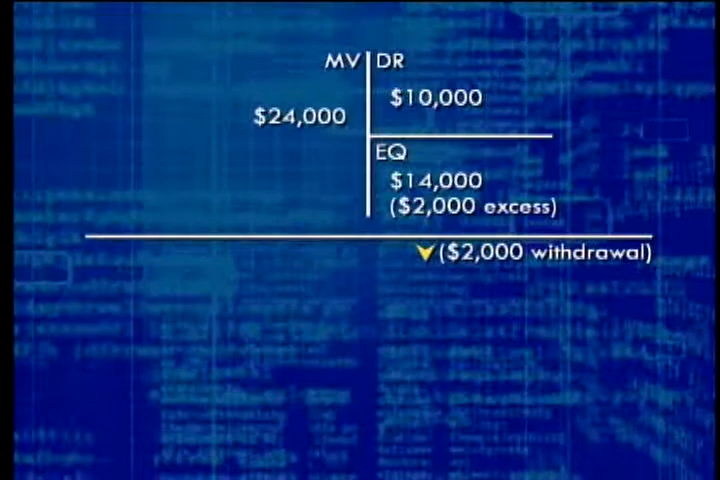 MV DR
$10,000
$24,000
EQ
$14,000
($2,000 excess)
($2,000 withdrawal)